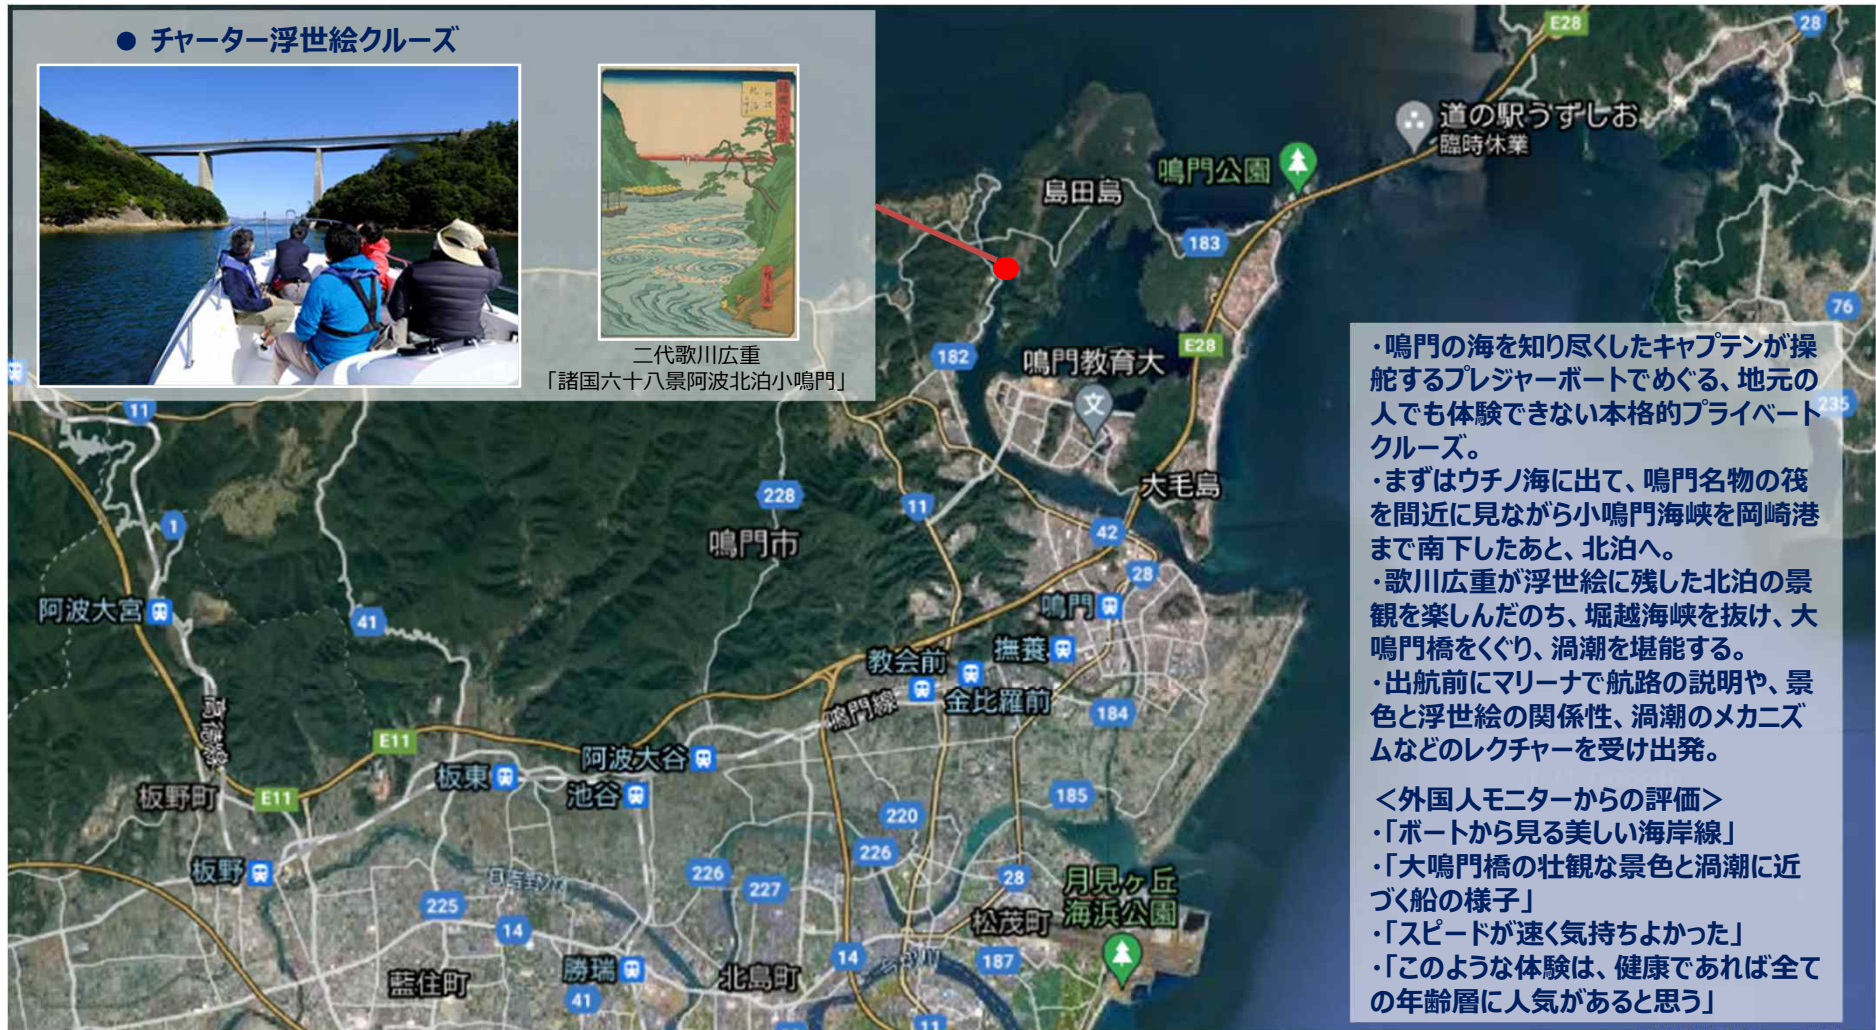 ● チャーター浮世絵クルーズ
二代歌川広重
「諸国六十八景阿波北泊小鳴門」
・鳴門の海を知り尽くしたキャプテンが操
舵するプレジャーボートでめぐる、地元の
人でも体験できない本格的プライベート
クルーズ。
・まずはウチノ海に出て、鳴門名物の筏
を間近に見ながら小鳴門海峡を岡崎港
まで南下したあと、北泊へ。
・歌川広重が浮世絵に残した北泊の景
観を楽しんだのち、堀越海峡を抜け、大
鳴門橋をくぐり、渦潮を堪能する。
・出航前にマリーナで航路の説明や、景
色と浮世絵の関係性、渦潮のメカニズ
ムなどのレクチャーを受け出発。
＜外国人モニターからの評価＞
・「ボートから見る美しい海岸線」
・「大鳴門橋の壮観な景色と渦潮に近
づく船の様子」
・「スピードが速く気持ちよかった」
・「このような体験は、健康であれば全て
の年齢層に人気があると思う」
E28
28
道の駅うずしお
臨時休業
鳴門公園
島田島
183
76
235
182
鳴門教育大
文
E28
11
大毛島
228
11
1
42
鳴門市
28
阿波大宮
41
鳴門
撫養
教会前
金比羅前
鳴門線
184
高徳線
E11
阿波大谷
板東
池谷
板野町
E11
185
220
226
板野
226
227
28
月見ヶ丘
海浜公園
225
14
松茂町
14
187
勝瑞
北島町
藍住町
41
11